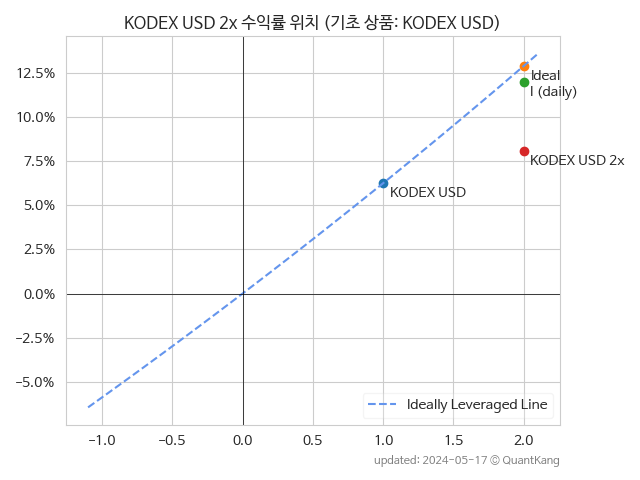 KODEX USD 2x 수익률 위치 (기초 상품: KODEX USD)
12.5%
10.0%
7.5%
5.0%
2.5%
0.0%
−2.5%
−5.0%
Ideal
I (daily)
KODEX USD 2x
KODEX USD
Ideally Leveraged Line
−1.0 −0.5 0.0 0.5 1.0 1.5 2.0
updated: 2024-05-17 © QuantKang